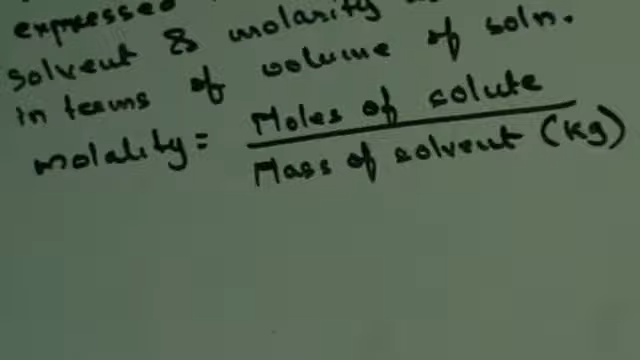 expressed
solvent & molarity
in terms of volume of soln.
molality = Moles of solute
Mass of solvent (kg)